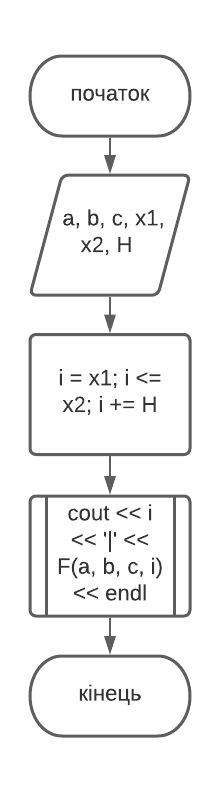 початок
a, b, c, x1,
x2, H
i = x1; i <=
x2; i += H
cout << i
<< '|' <<
F(a, b, c, i)
<< endl
кінець